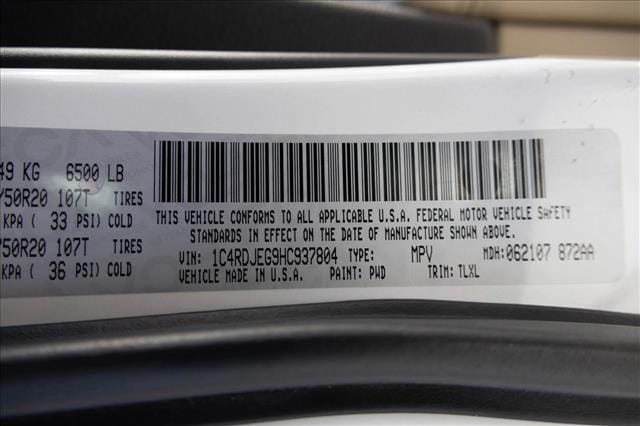 49 KG 6500 LB
/50R20 107T TIRES
KPA ( 33 PSI) COLD
/50R20 107T TIRES
KPA ( 36 PSI) COLD
THIS VEHICLE CONFORMS TO ALL APPLICABLE U.S.A. FEDERAL MOTOR VEHICLE SAFETY
STANDARDS IN EFFECT ON THE DATE OF MANUFACTURE SHOWN ABOVE.
VIN: 1C4RDJEG9HC937804 TYPE: MPV MDH: 062107 872AA
VEHICLE MADE IN U.S.A. PAINT: PWD TRIM: TLXL